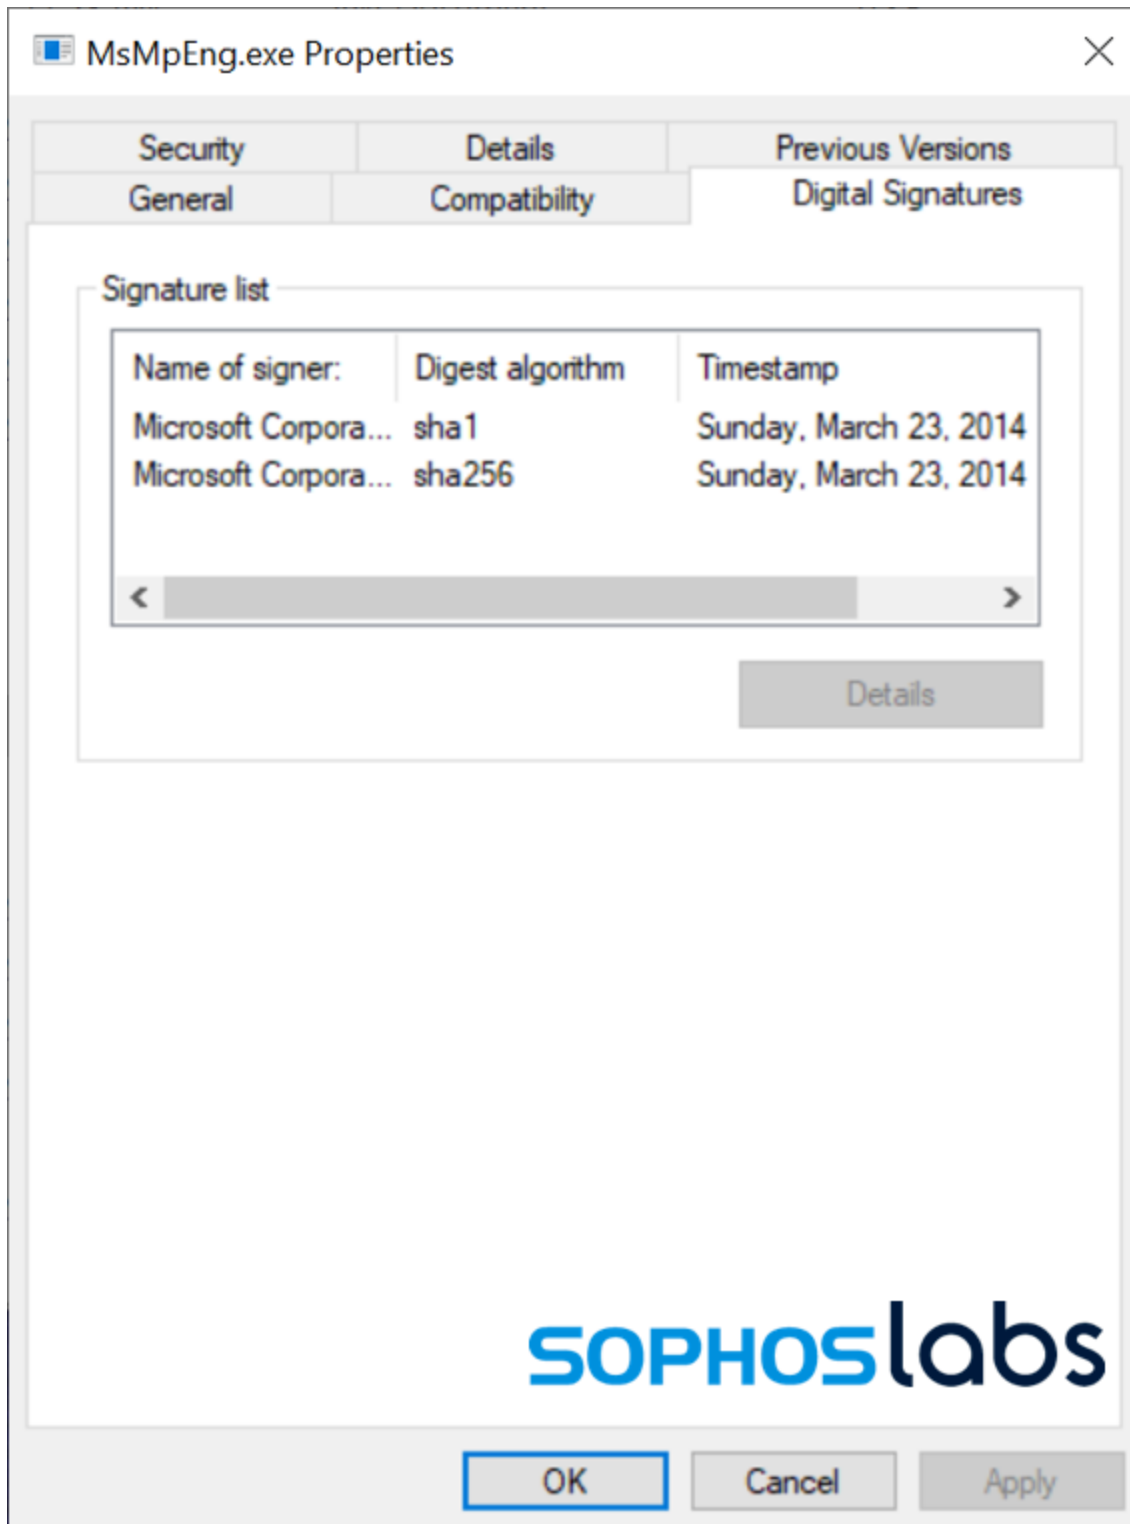 MsMpEng.exe Properties
Security Details Previous Versions
General Compatibility Digital Signatures
Signature list
Name of signer: Digest algorithm Timestamp
Microsoft Corpora... sha1 Sunday, March 23, 2014
Microsoft Corpora... sha256 Sunday, March 23, 2014
Details
SOPHOSlabs
OK Cancel Apply